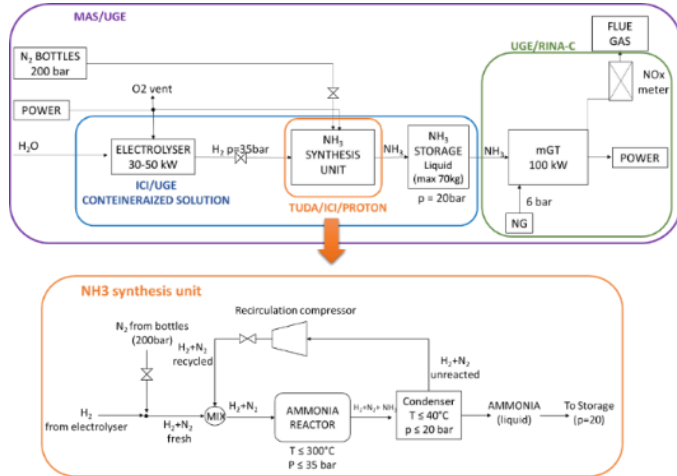 MAS/UGE
FLUE
GAS
UGE/RINA-C
N₂ BOTTLES
200 bar
NOx
meter
O2 vent
POWER
H₂O
ELECTROLYSER
30-50 kW
H₂ p=35bar
NH₃
SYNTHESIS
UNIT
NH₃
NH₃
STORAGE
Liquid
(max 70kg)
NH₃
mGT
100 kW
POWER
ICI/UGE
CONTEINERAIZED SOLUTION
TUDA/ICI/PROTON
p = 20bar
6 bar
NG
NH3 synthesis unit
Recirculation compressor
N₂ from bottles
(200bar)
H₂+N₂
recycled
H₂+N₂
unreacted
H₂
from electrolyser
H₂+N₂
fresh
MIX
H₂+N₂
AMMONIA
REACTOR
H₂+N₂+ NH₃
Condenser
T ≤ 40°C
p ≤ 20 bar
AMMONIA
(liquid)
To Storage
(p=20)
T ≤ 300°C
P ≤ 35 bar